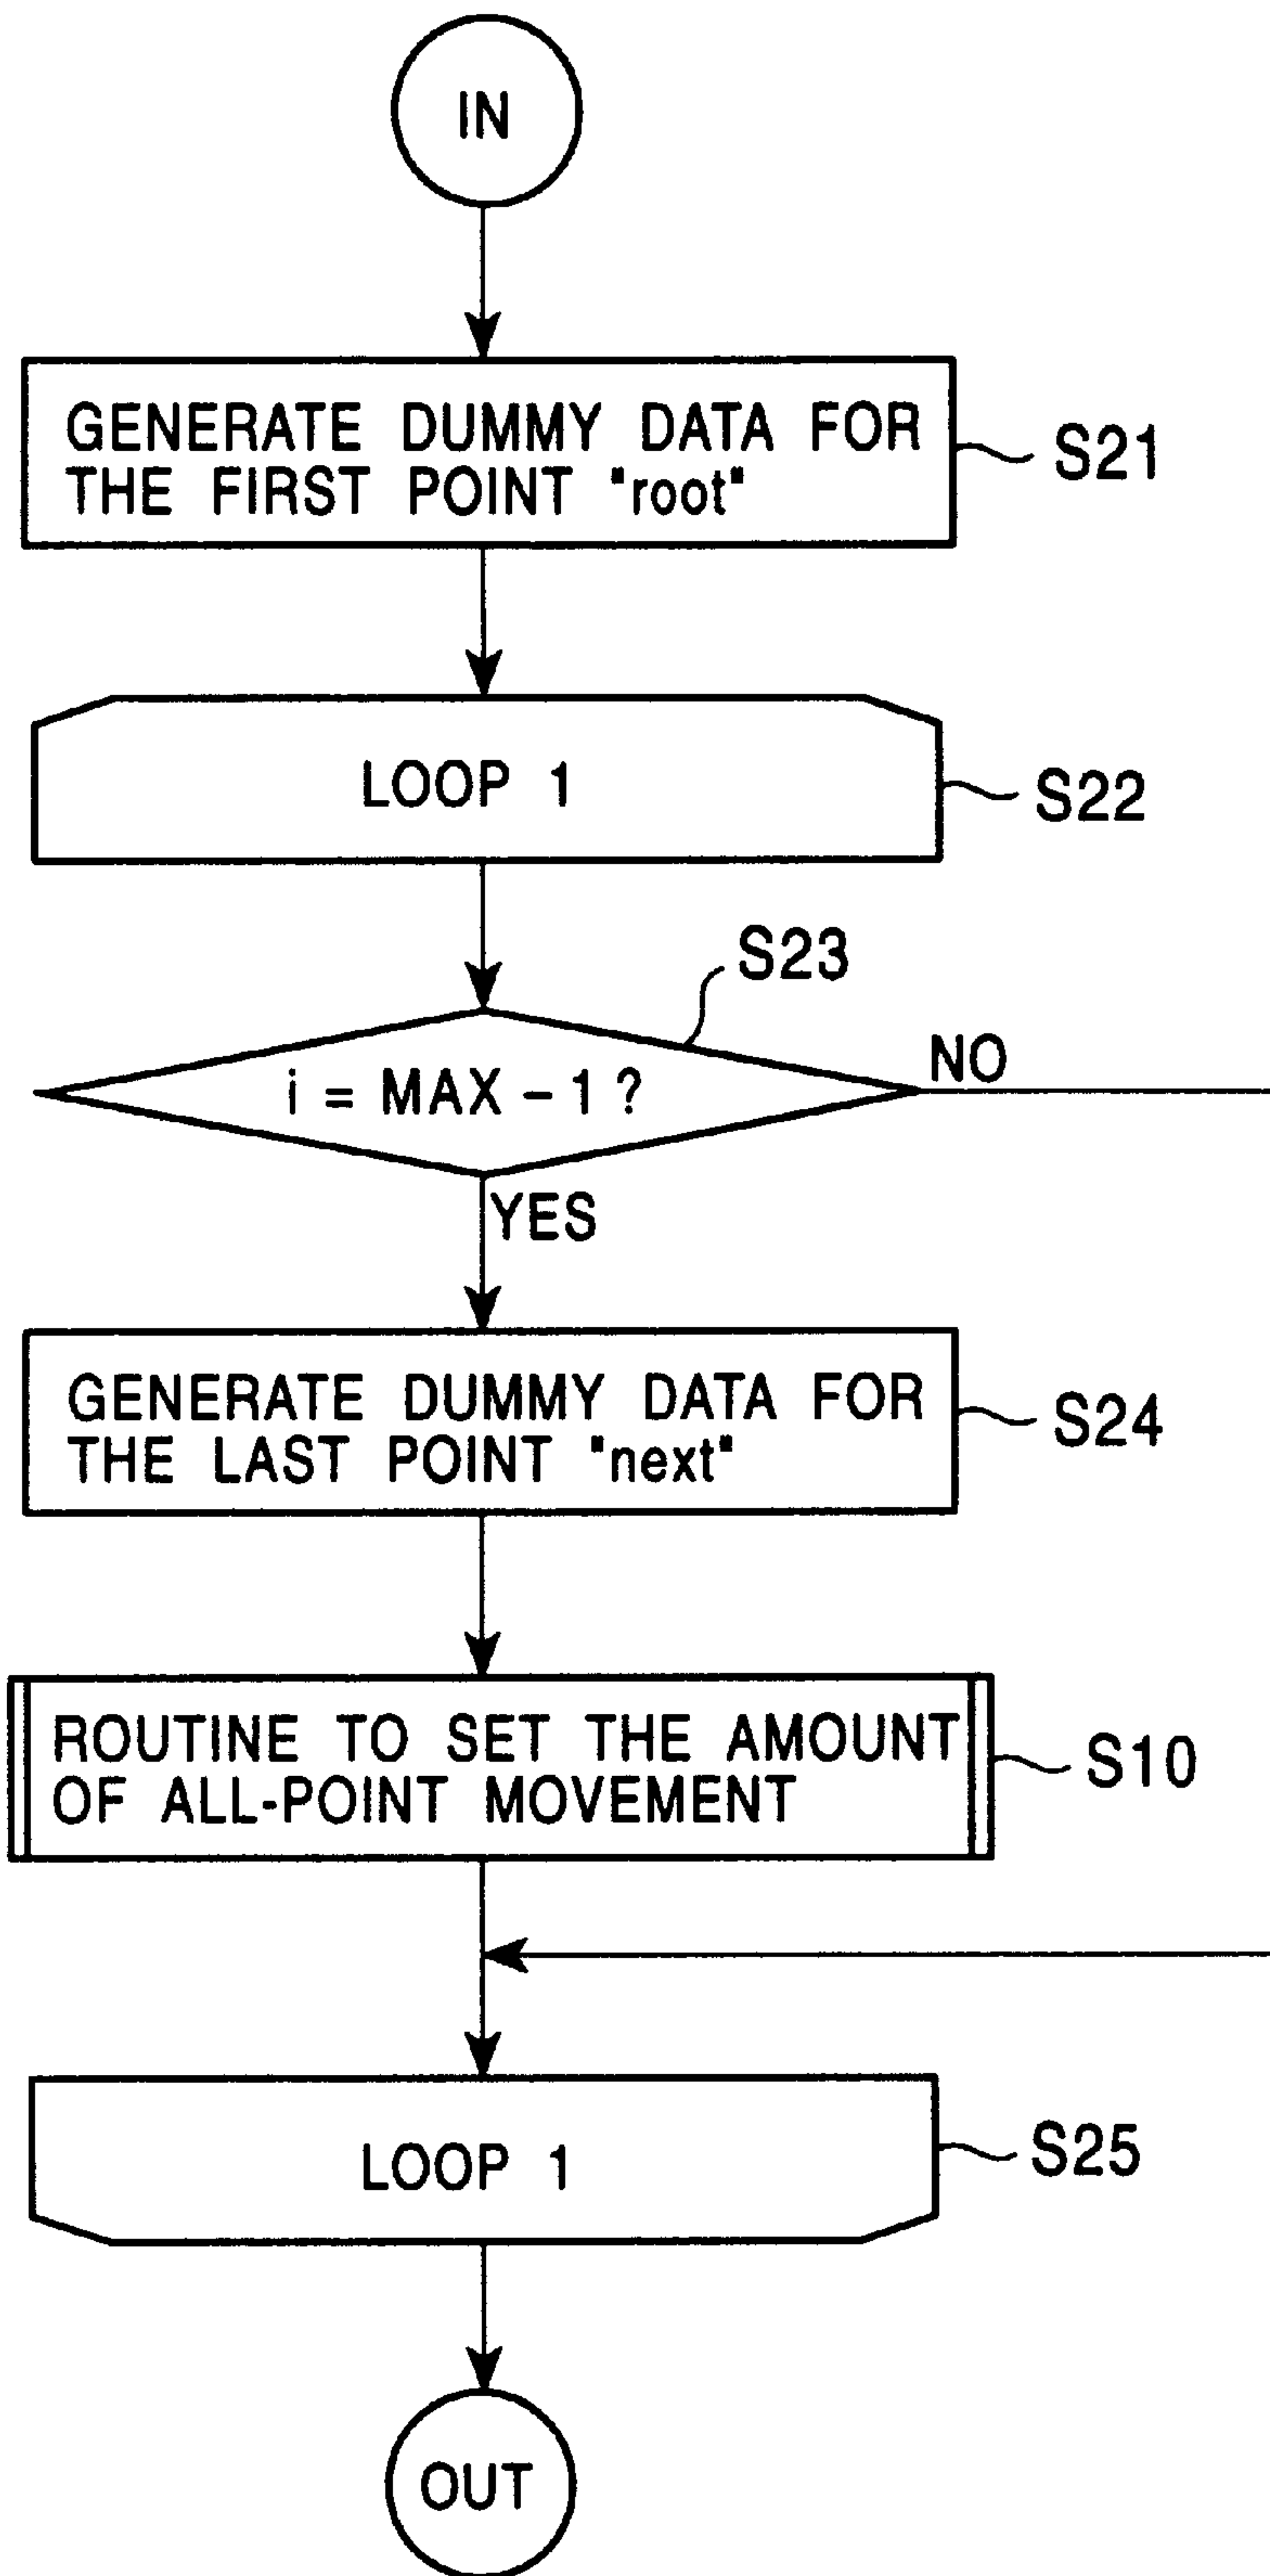 IN
GENERATE DUMMY DATA FOR
THE FIRST POINT "root"
S21
LOOP 1
S22
S23
i = MAX – 1 ?
NO
YES
GENERATE DUMMY DATA FOR
THE LAST POINT "next"
S24
ROUTINE TO SET THE AMOUNT
OF ALL-POINT MOVEMENT
S10
LOOP 1
S25
OUT